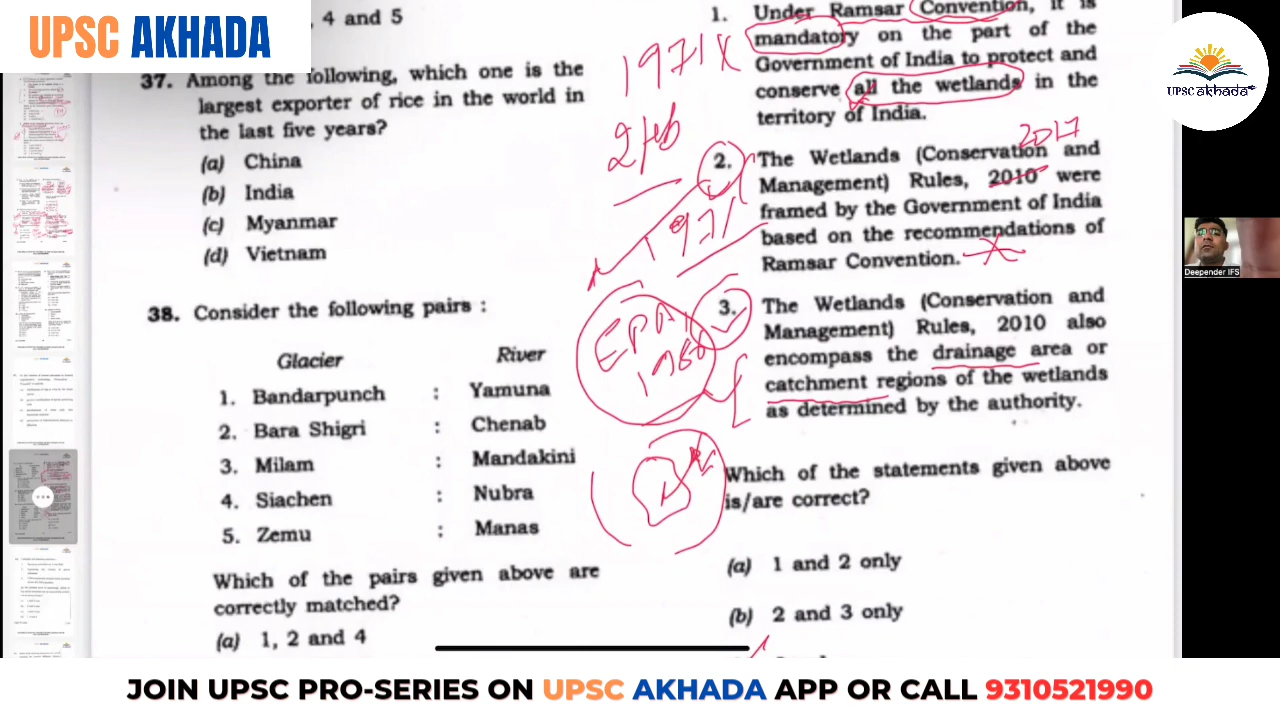 UPSC AKHADA
, 4 and 5
37. Among the following, which one is the
largest exporter of rice in the world in
the last five years?
(a) China
(b) India
(c) Myanmar
(d) Vietnam
38. Consider the following pairs :
Glacier River
1. Bandarpunch : Yamuna
2. Bara Shigri : Chenab
3. Milam : Mandakini
4. Siachen : Nubra
5. Zemu : Manas
Which of the pairs given above are
correctly matched?
(a) 1, 2 and 4
1971
2 Feb
1971
EPA
1986
1. Under Ramsar Convention, it is
mandatory on the part of the
Government of India to protect and
conserve all the wetlands in the
territory of India.
2017
2. The Wetlands (Conservation and
Management) Rules, 2010 were
framed by the Government of India
based on the recommendations of
Ramsar Convention.
3. The Wetlands (Conservation and
Management) Rules, 2010 also
encompass the drainage area or
catchment regions of the wetlands
as determined by the authority.
Which of the statements given above
is/are correct?
(a) 1 and 2 only
(b) 2 and 3 only
UPSC akhada
Deepender IFS
JOIN UPSC PRO-SERIES ON UPSC AKHADA APP OR CALL 9310521990